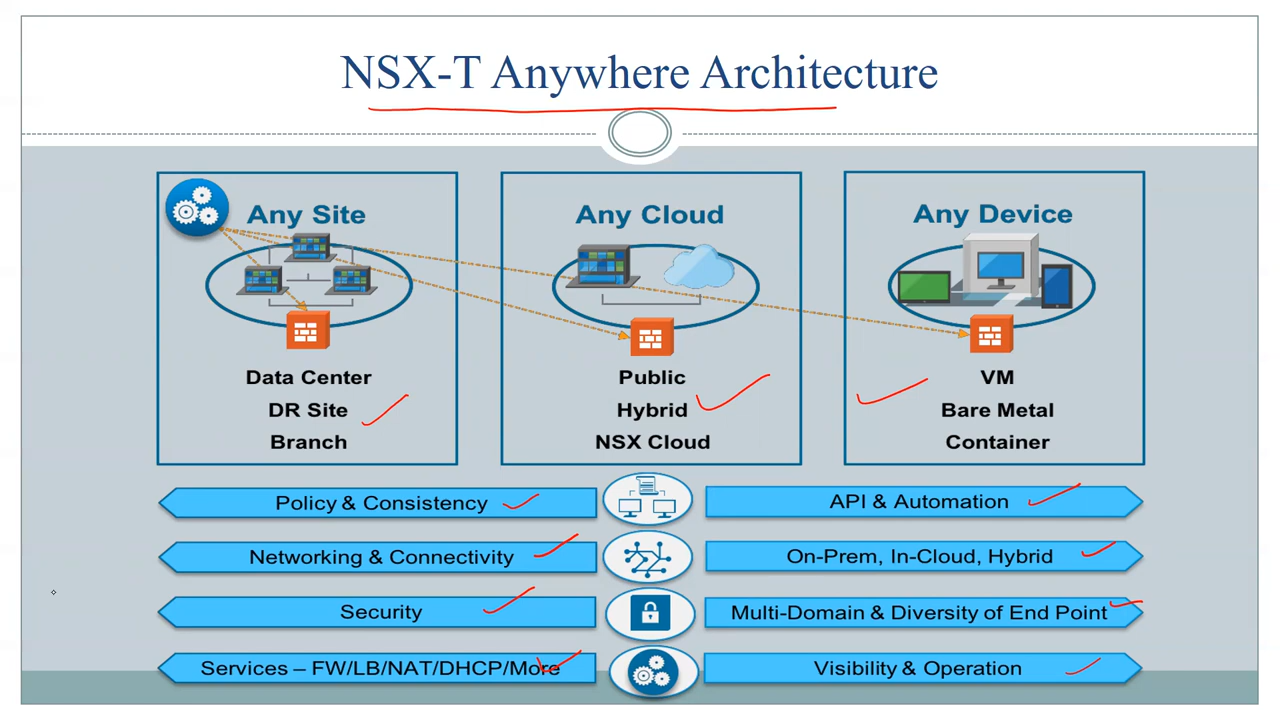 NSX-T Anywhere Architecture
Any Site
Data Center
DR Site
Branch
Any Cloud
Public
Hybrid
NSX Cloud
Any Device
VM
Bare Metal
Container
Policy & Consistency
API & Automation
Networking & Connectivity
On-Prem, In-Cloud, Hybrid
Security
Multi-Domain & Diversity of End Point
Services – FW/LB/NAT/DHCP/More
Visibility & Operation